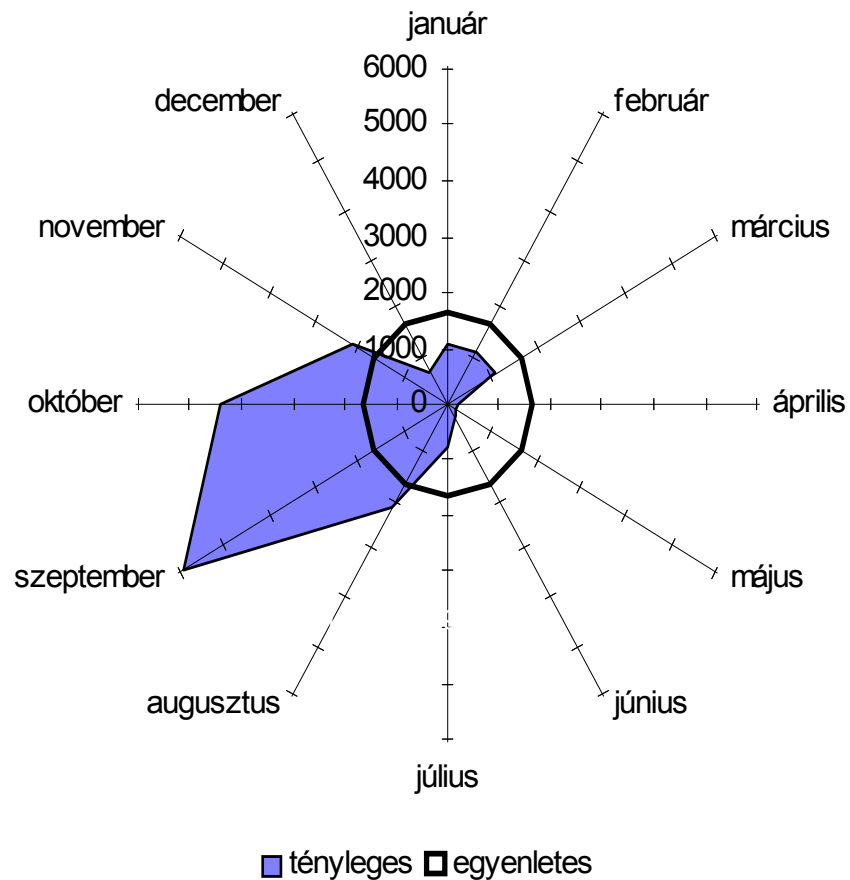 január
6000
december
február
5000
4000
november
március
3000
2000
1000
október
0
április
szeptember
május
augusztus
június
július
tényleges egyenletes